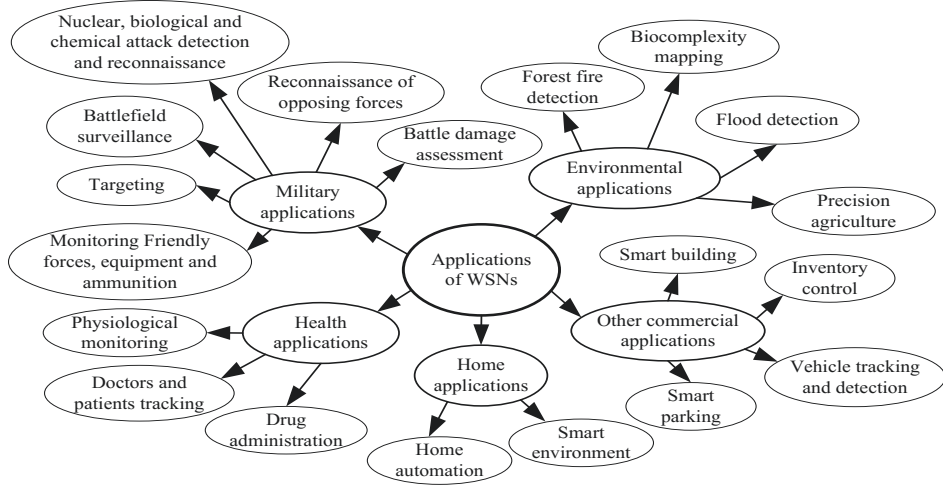 Nuclear, biological and
chemical attack detection
and reconnaissance
Reconnaissance of
opposing forces
Battlefield
surveillance
Battle damage
assessment
Targeting
Military
applications
Monitoring Friendly
forces, equipment and
ammunition
Biocomplexity
mapping
Forest fire
detection
Flood detection
Environmental
applications
Precision
agriculture
Applications
of WSNs
Smart building
Inventory
control
Other commercial
applications
Vehicle tracking
and detection
Smart
parking
Physiological
monitoring
Health
applications
Doctors and
patients tracking
Drug
administration
Home
applications
Home
automation
Smart
environment